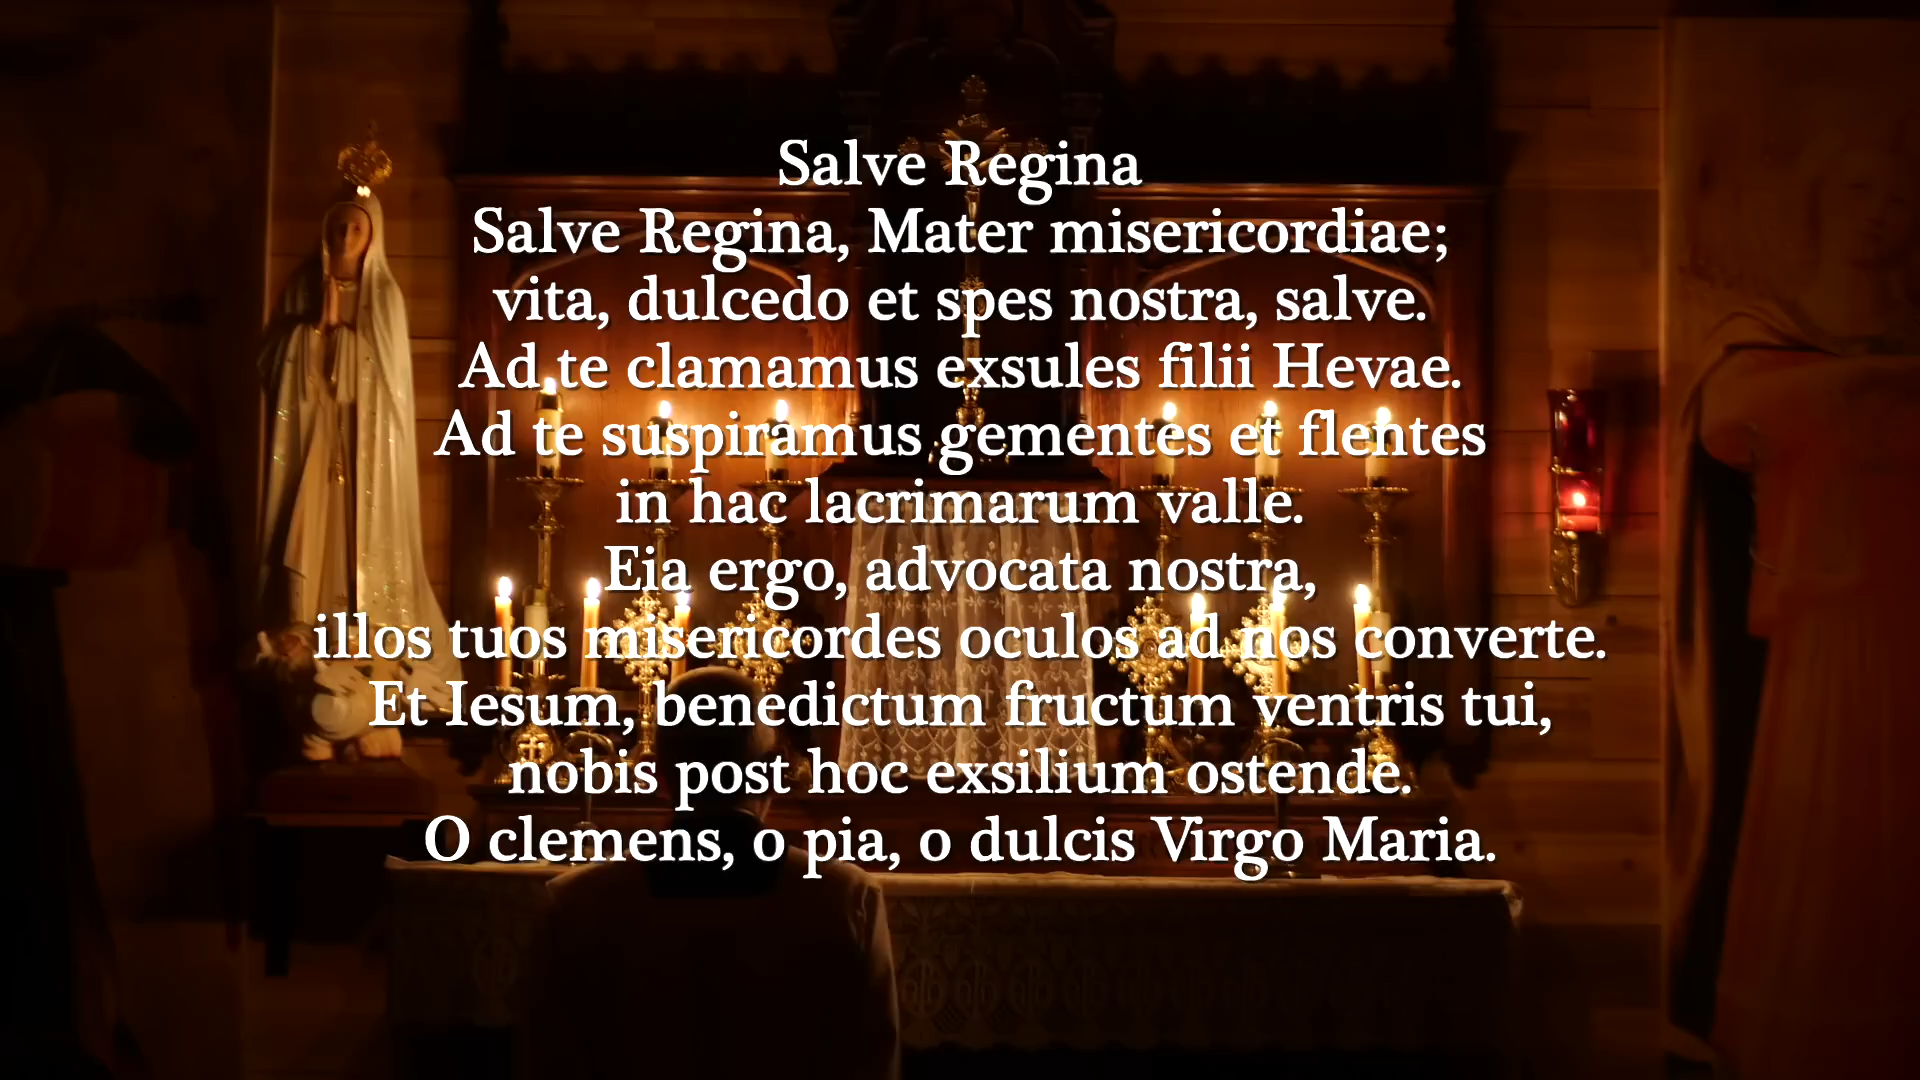 Salve Regina
Salve Regina, Mater misericordiae;
vita, dulcedo et spes nostra, salve.
Ad te clamamus exsules filii Hevae.
Ad te suspiramus gementes et flentes
in hac lacrimarum valle.
Eia ergo, advocata nostra,
illos tuos misericordes oculos ad nos converte.
Et Iesum, benedictum fructum ventris tui,
nobis post hoc exsilium ostende.
O clemens, o pia, o dulcis Virgo Maria.